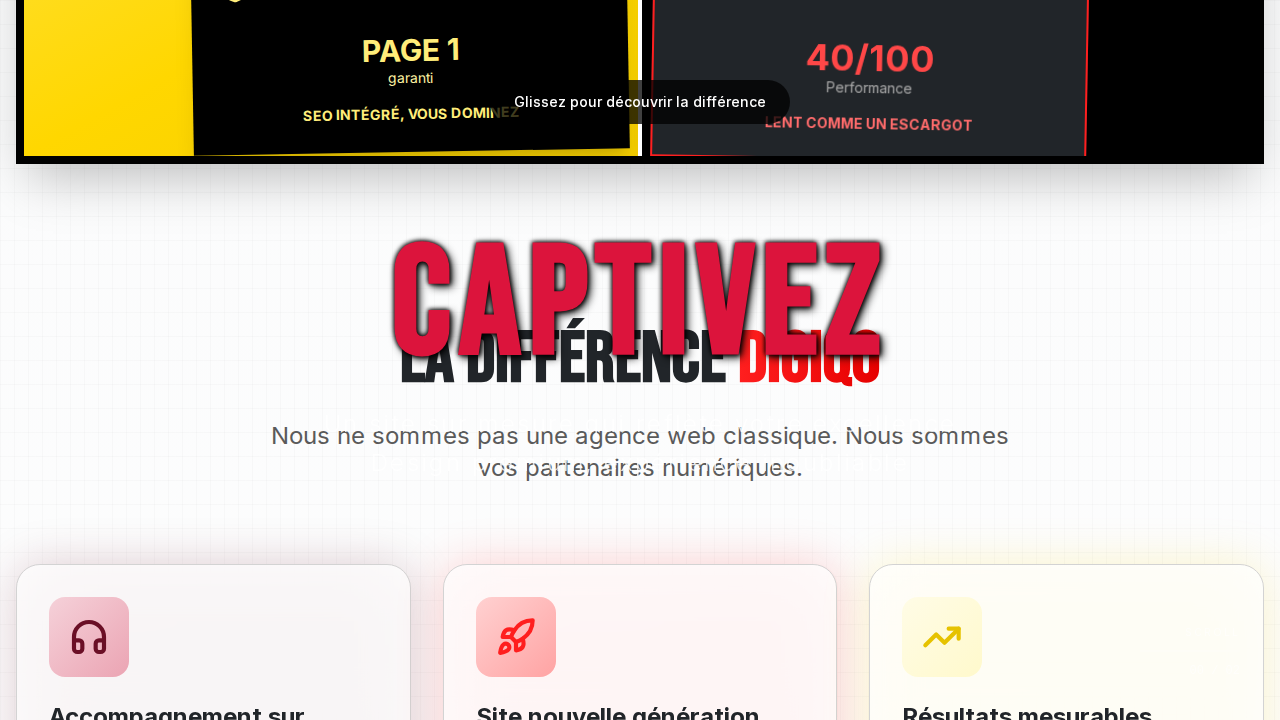 PAGE 1
garanti
SEO INTÉGRÉ, VOUS DOMINEZ
40/100
Performance
LENT COMME UN ESCARGOT
Glissez pour découvrir la différence
CAPTIVEZ
LA DIFFÉRENCE DIGIQO
Nous ne sommes pas une agence web classique. Nous sommes
vos partenaires numériques.
Accompagnement sur
Site nouvelle génération
Résultats mesurables